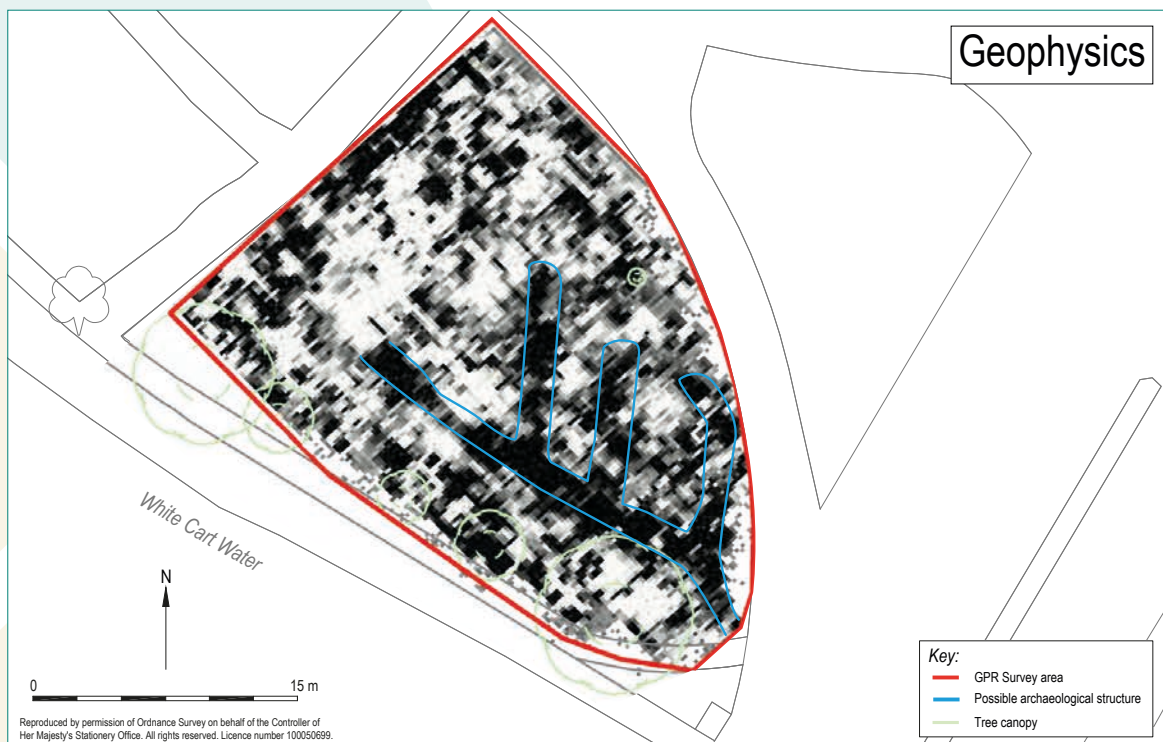 Geophysics
White Cart Water
N
0 15 m
Reproduced by permission of Ordnance Survey on behalf of the Controller of
Her Majesty's Stationery Office. All rights reserved. Licence number 100050699.
Key:
GPR Survey area
Possible archaeological structure
Tree canopy